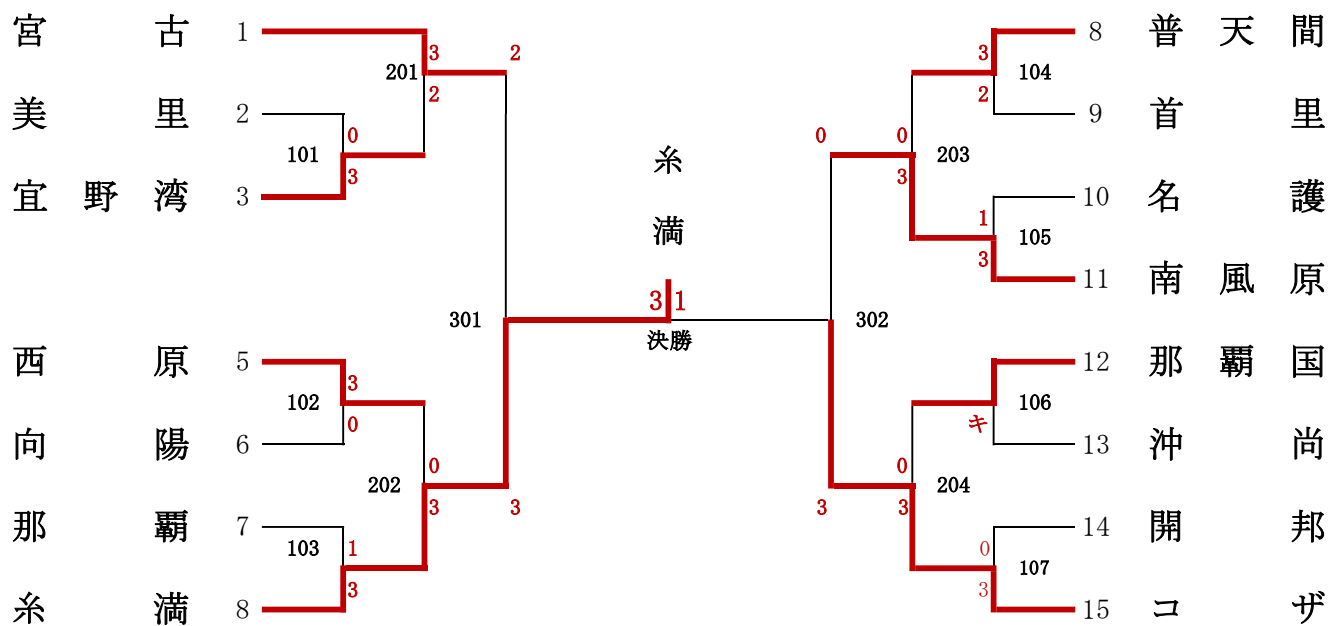 宮古 1 3 2 8 普天間
201 3 104
2 2
美里 2 9 首里
0 0 0
101 203
3 3
糸満
宜野湾 3 10 名護
1
105
3
11 南風原
3 1
301 302
決勝
西原 5 12 那覇国
3
102 106
0 キ
向陽 6 13 沖尚
0 0
202 204
3 3 3 3
那覇 7 14 開邦
103 1 0
107
3 3
糸満 8 15 コザ